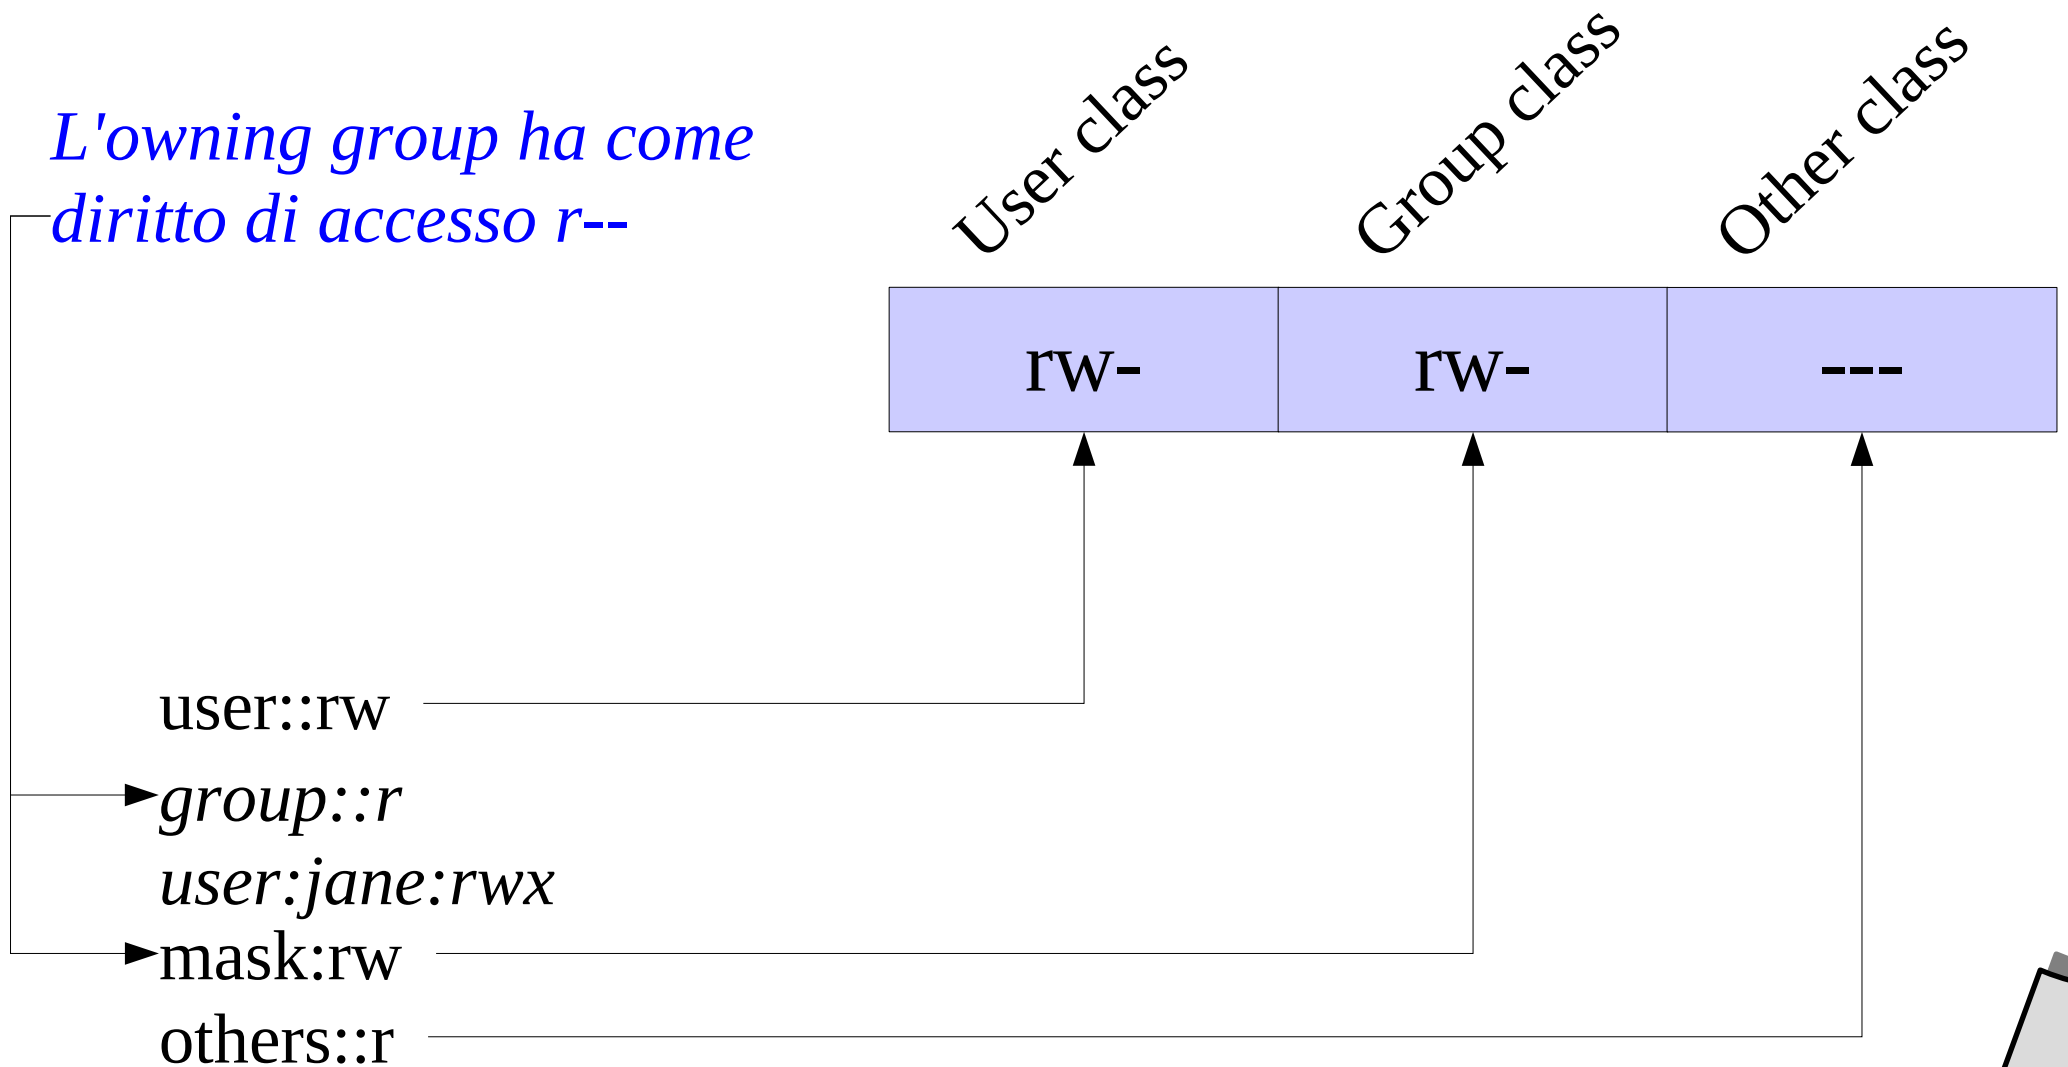 L'owning group ha come
diritto di accesso r--
User class
Group class
Other class
rw-
rw-
---
user::rw
group::r
user:jane:rwx
mask:rw
others::r